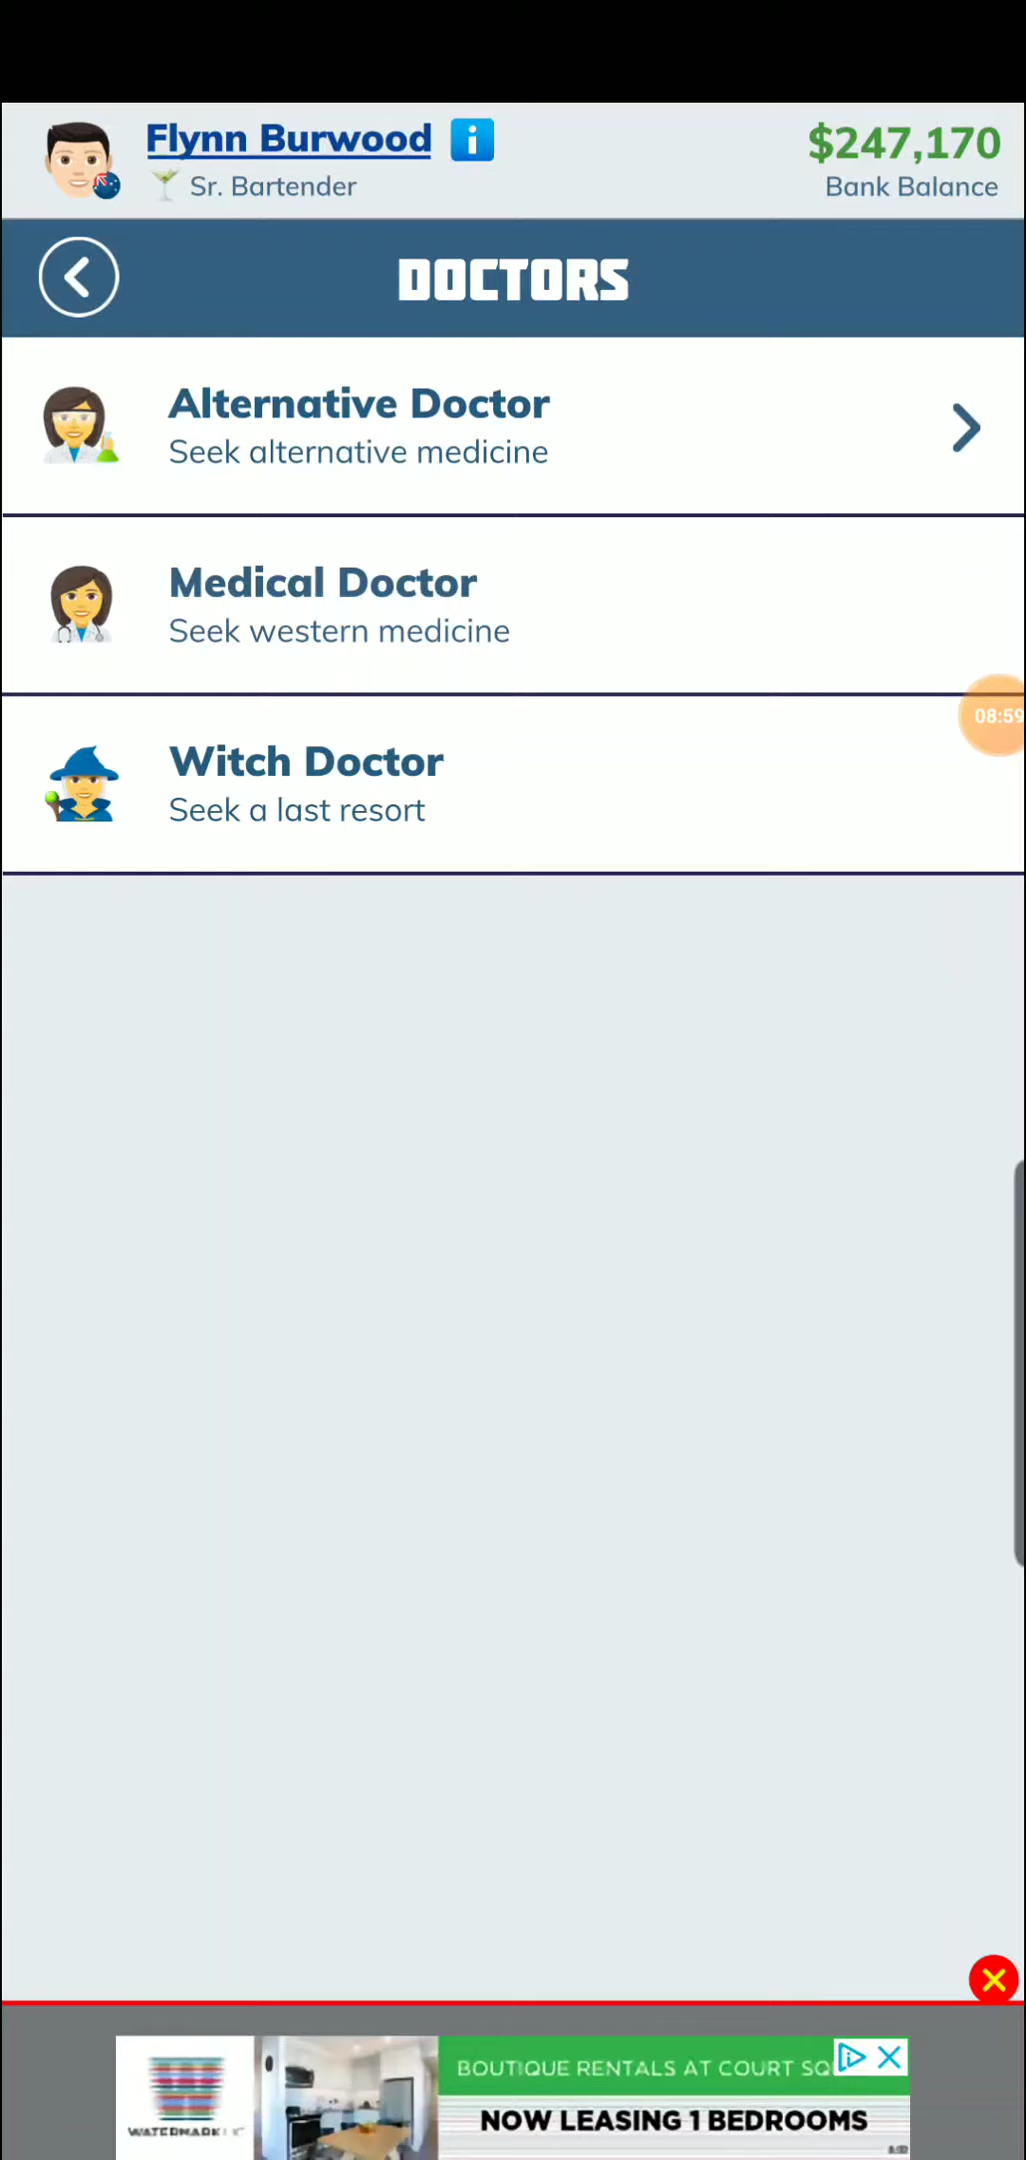 Flynn Burwood
Sr. Bartender
$247,170
Bank Balance
DOCTORS
Alternative Doctor
Seek alternative medicine
Medical Doctor
Seek western medicine
08:59
Witch Doctor
Seek a last resort
BOUTIQUE RENTALS AT COURT SQ
NOW LEASING 1 BEDROOMS
WATERMARK